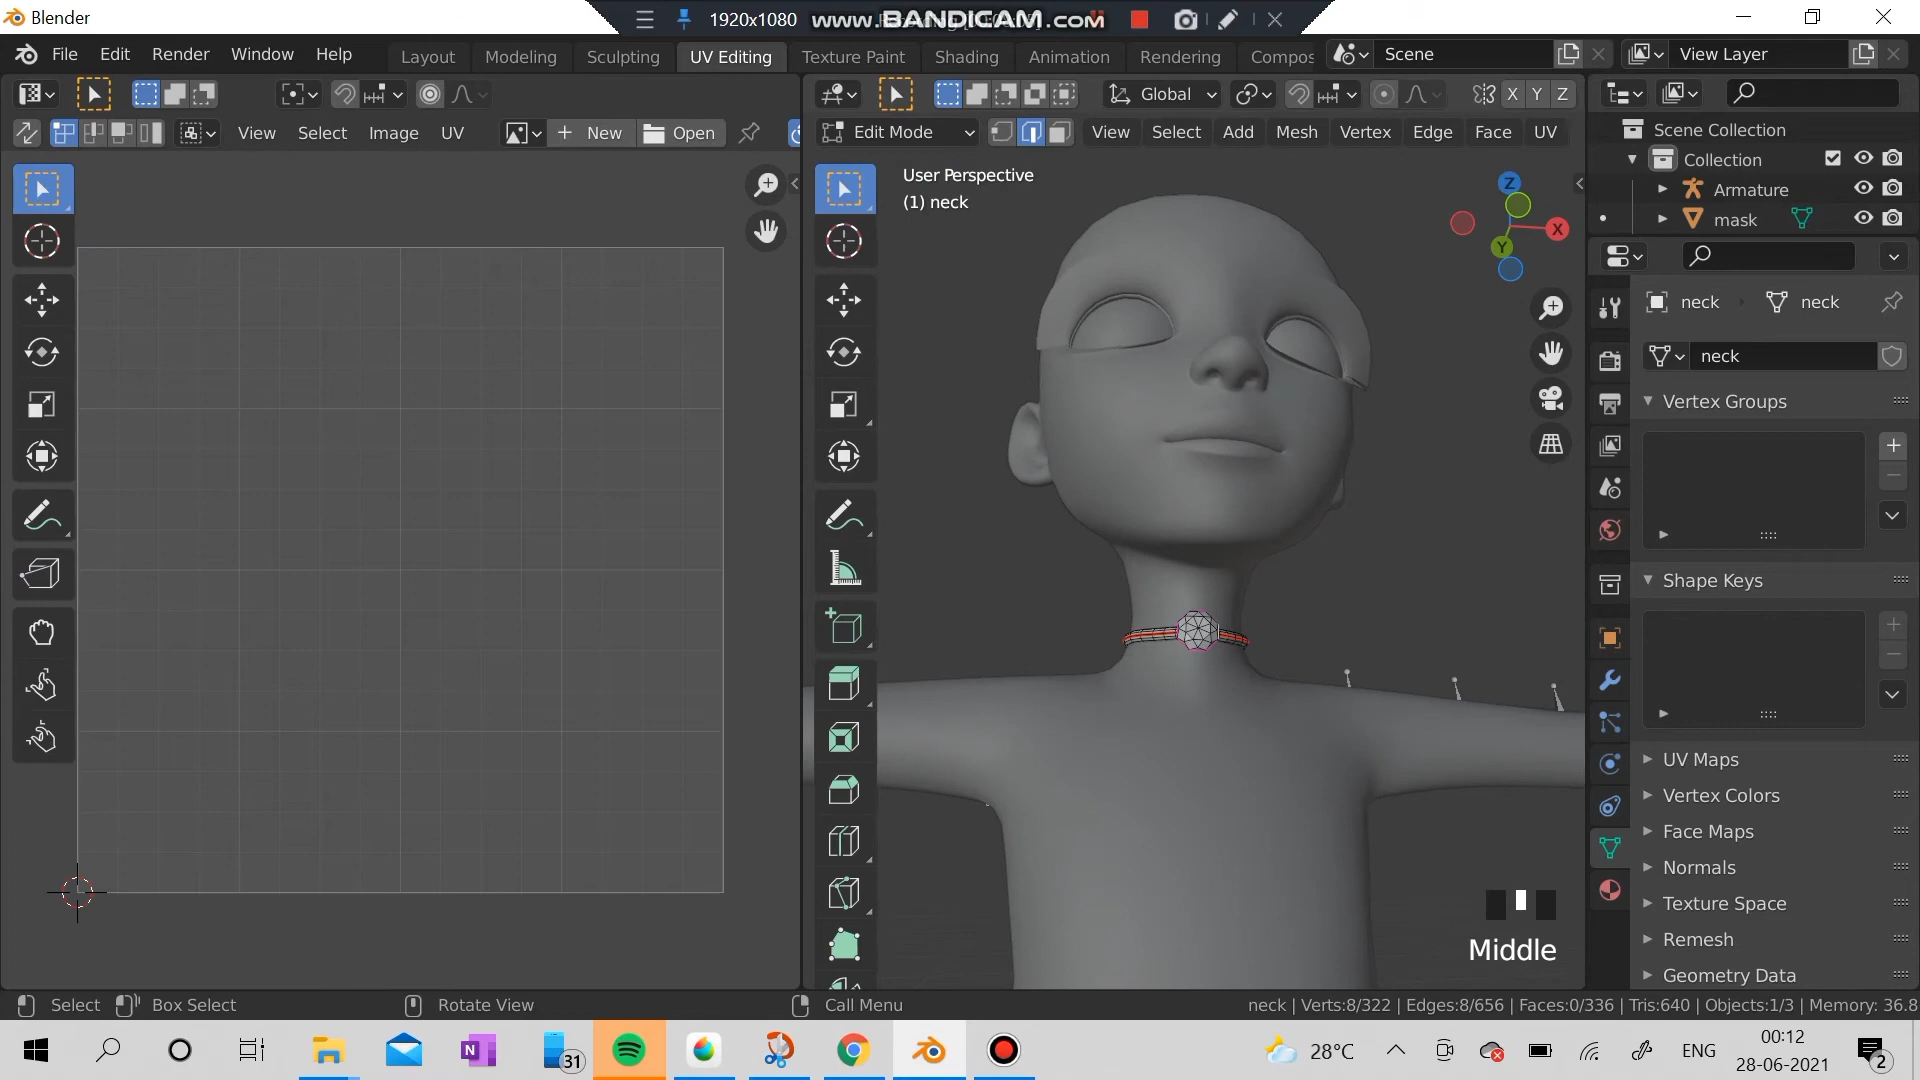 Blender
1920x1080
www.BANDICAM.com
File Edit Render Window Help
Layout Modeling Sculpting UV Editing Texture Paint Shading Animation Rendering Compos
Scene
View Layer
Global
X Y Z
View Select Image UV
New
Open
Edit Mode
View Select Add Mesh Vertex Edge Face UV
Scene Collection
Collection
Armature
mask
User Perspective
(1) neck
Z
X
Y
neck
neck
neck
Vertex Groups
Shape Keys
UV Maps
Vertex Colors
Face Maps
Normals
Texture Space
Remesh
Geometry Data
Middle
Select
Box Select
Rotate View
Call Menu
neck | Verts:8/322 | Edges:8/656 | Faces:0/336 | Tris:640 | Objects:1/3 | Memory: 36.8
N
31
28°C
ENG
00:12
28-06-2021
2